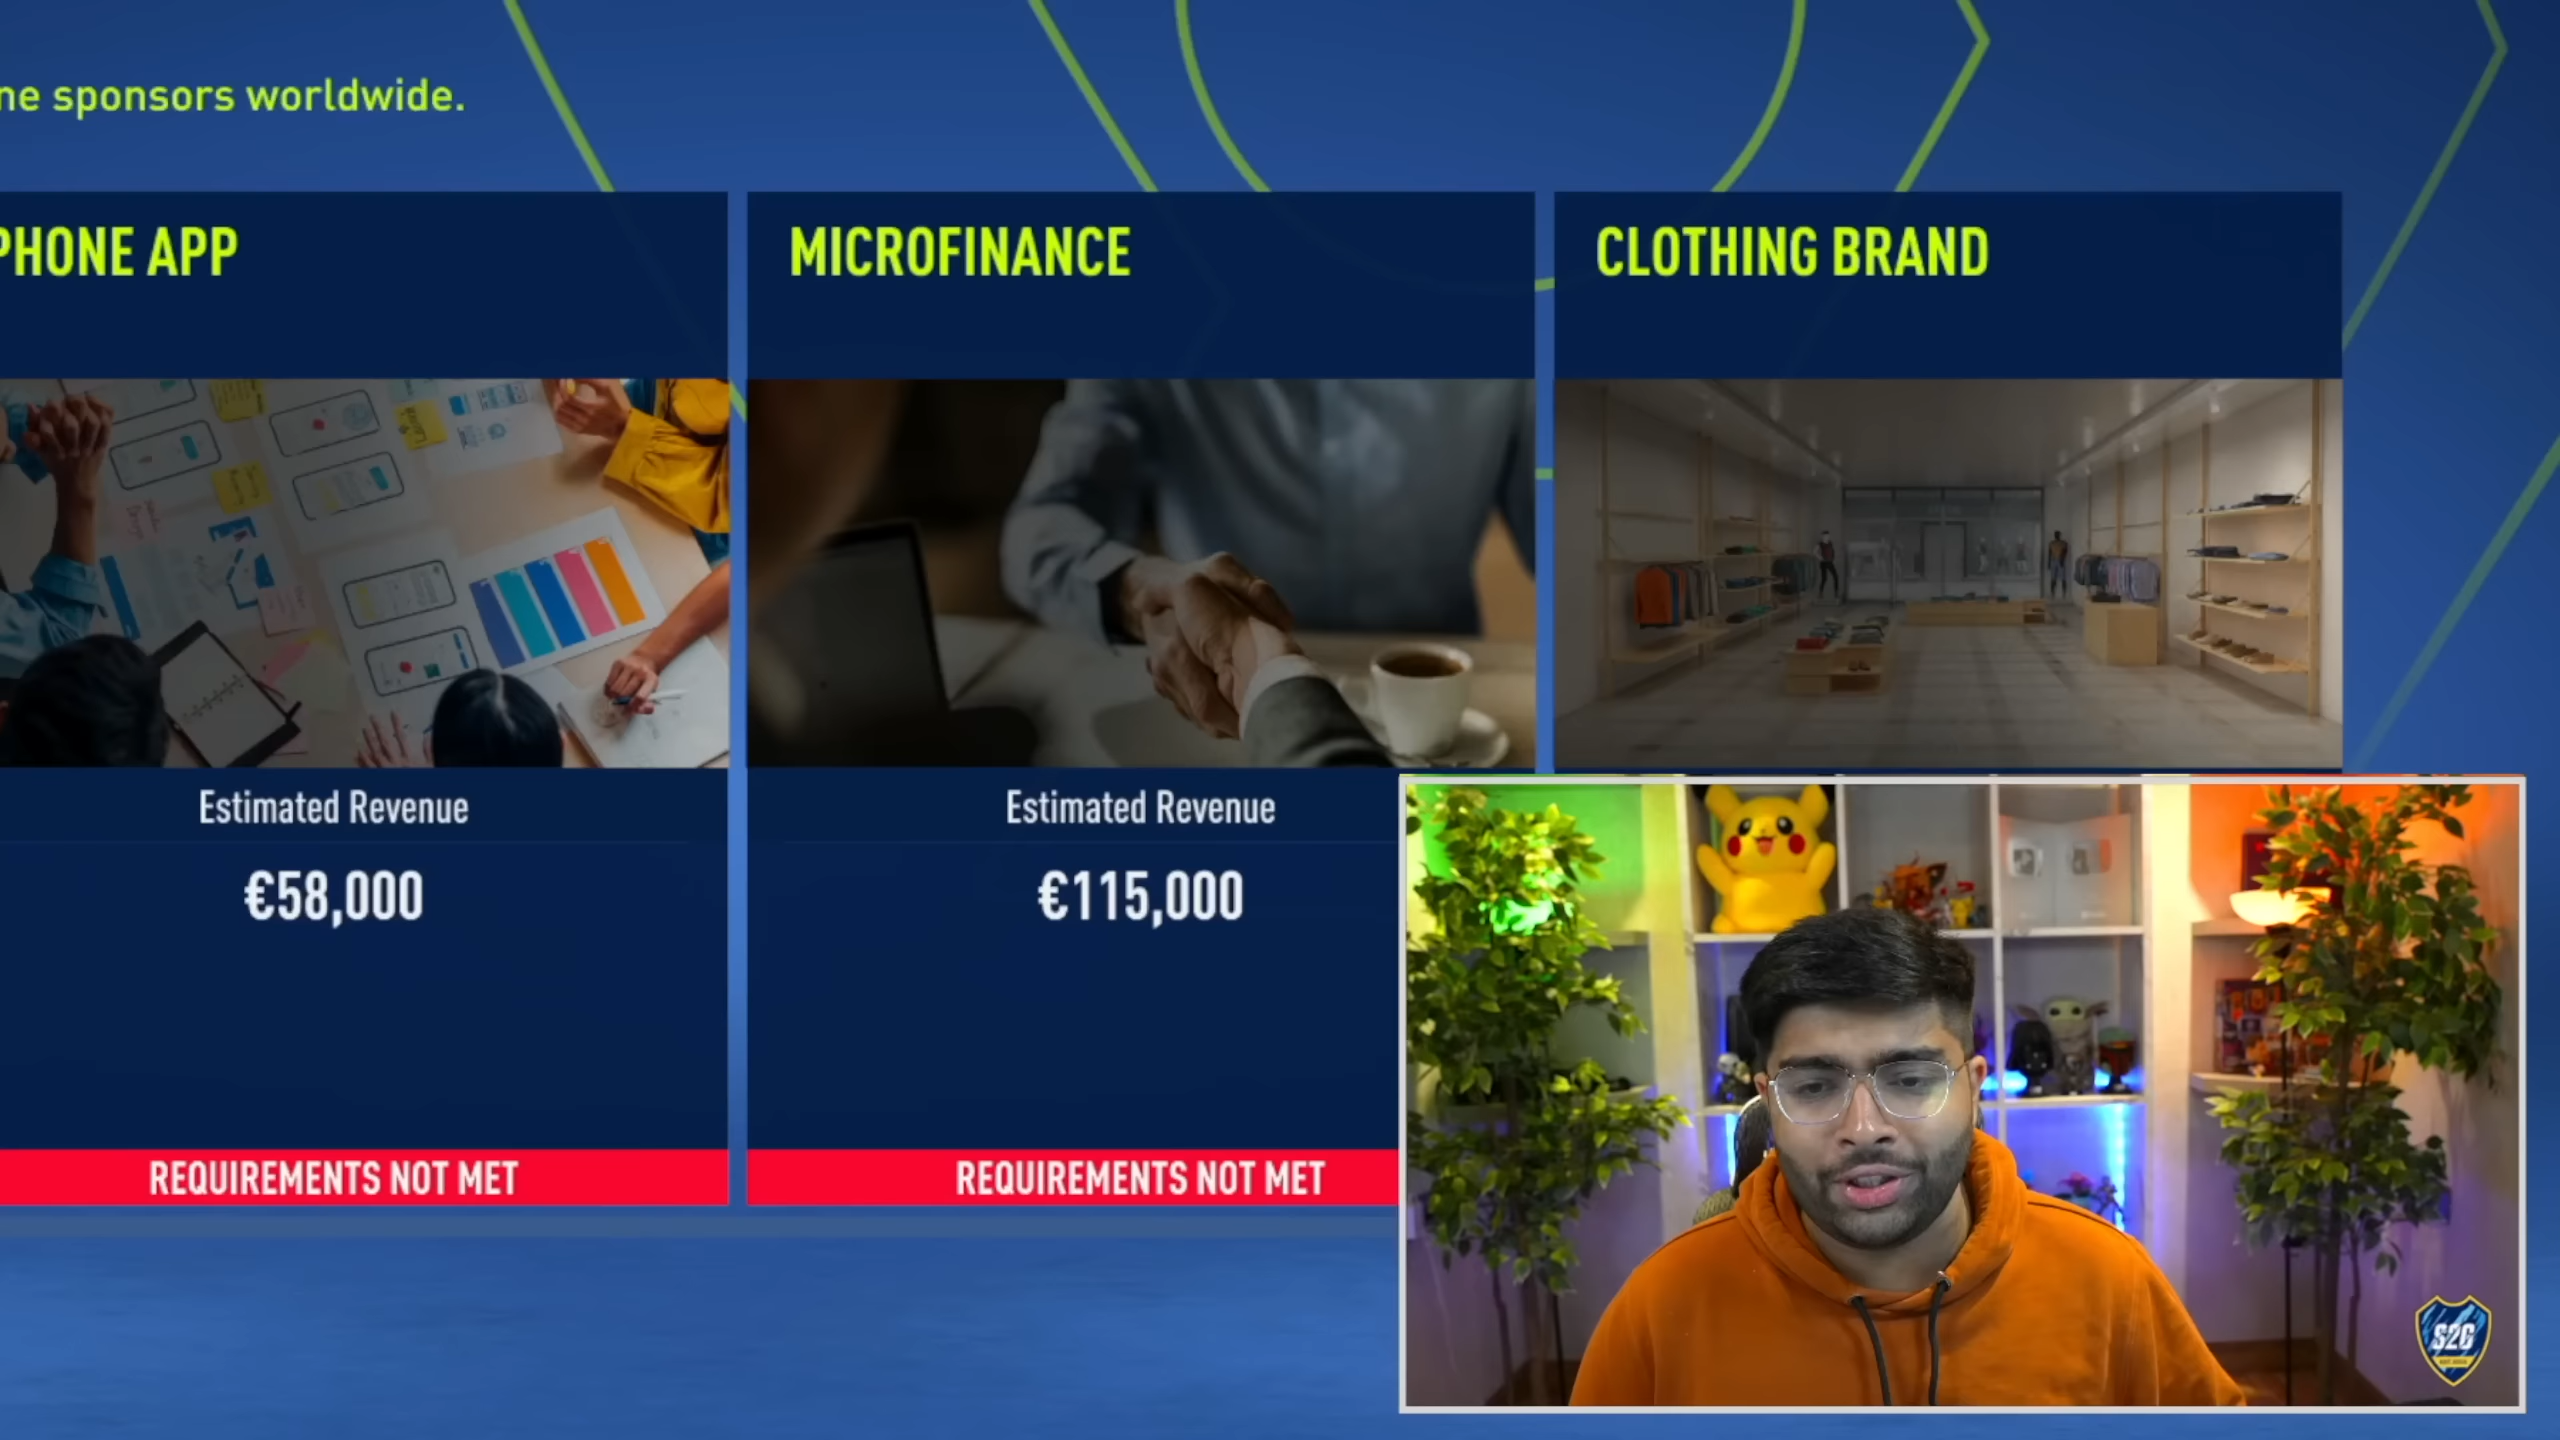 ne sponsors worldwide.
PHONE APP
MICROFINANCE
CLOTHING BRAND
Estimated Revenue
Estimated Revenue
€58,000
€115,000
REQUIREMENTS NOT MET
REQUIREMENTS NOT MET
S2G